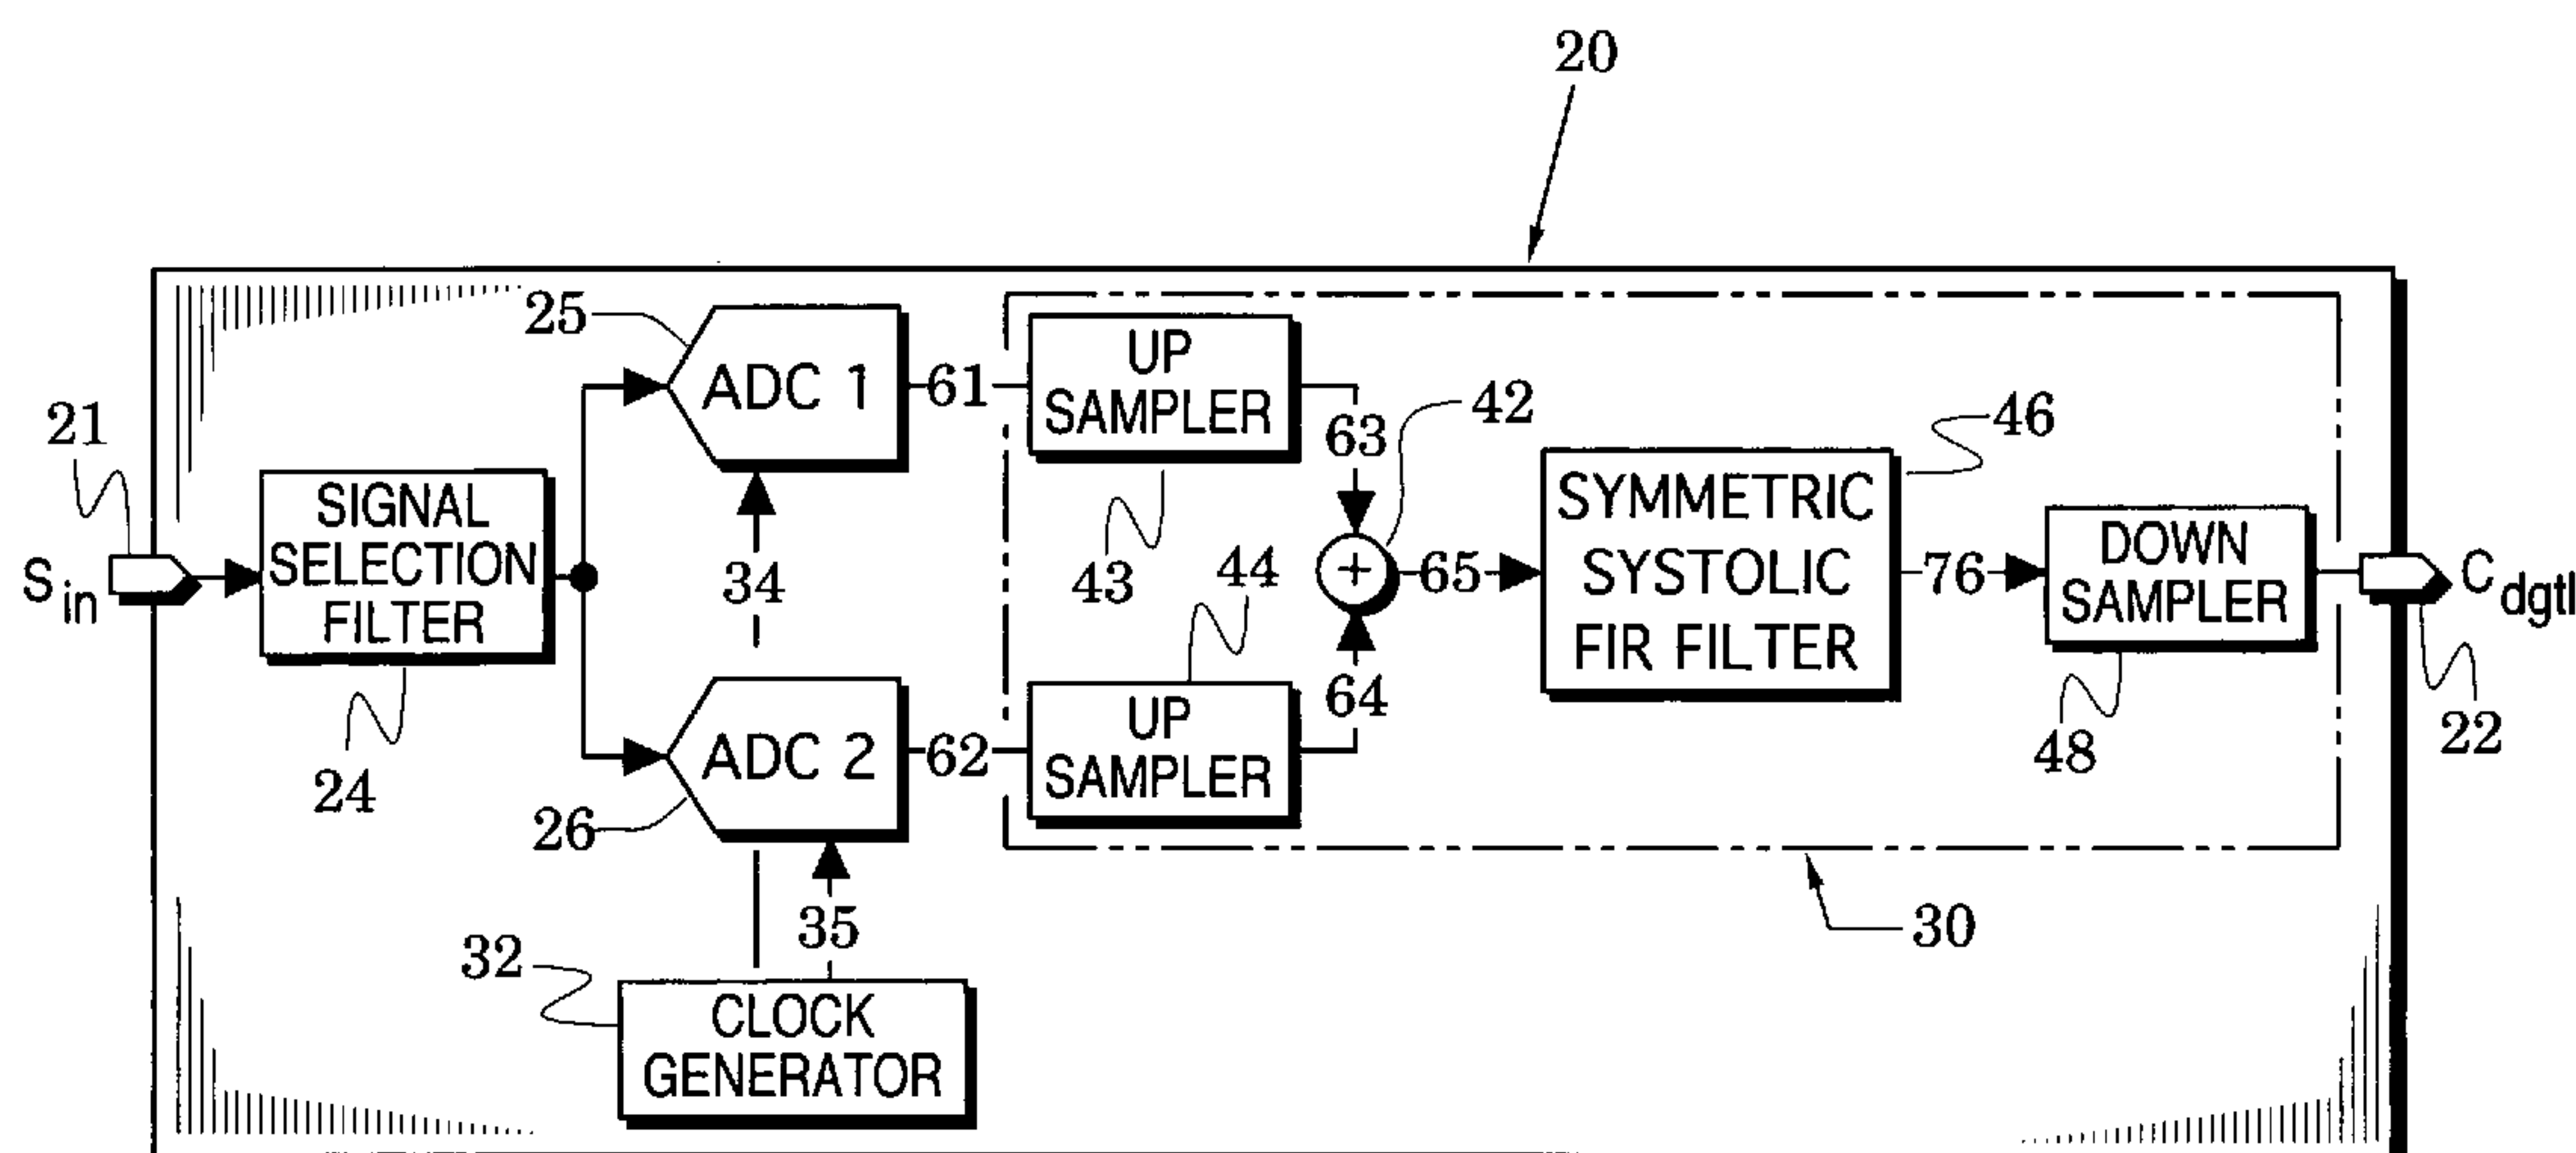 20
25
ADC 1
61
UP
SAMPLER
63
42
46
21
S in
SIGNAL
SELECTION
FILTER
24
34
43
44
+
65
SYMMETRIC
SYSTOLIC
FIR FILTER
76
DOWN
SAMPLER
C dgtl
22
48
64
ADC 2
26
62
UP
SAMPLER
35
32
CLOCK
GENERATOR
30